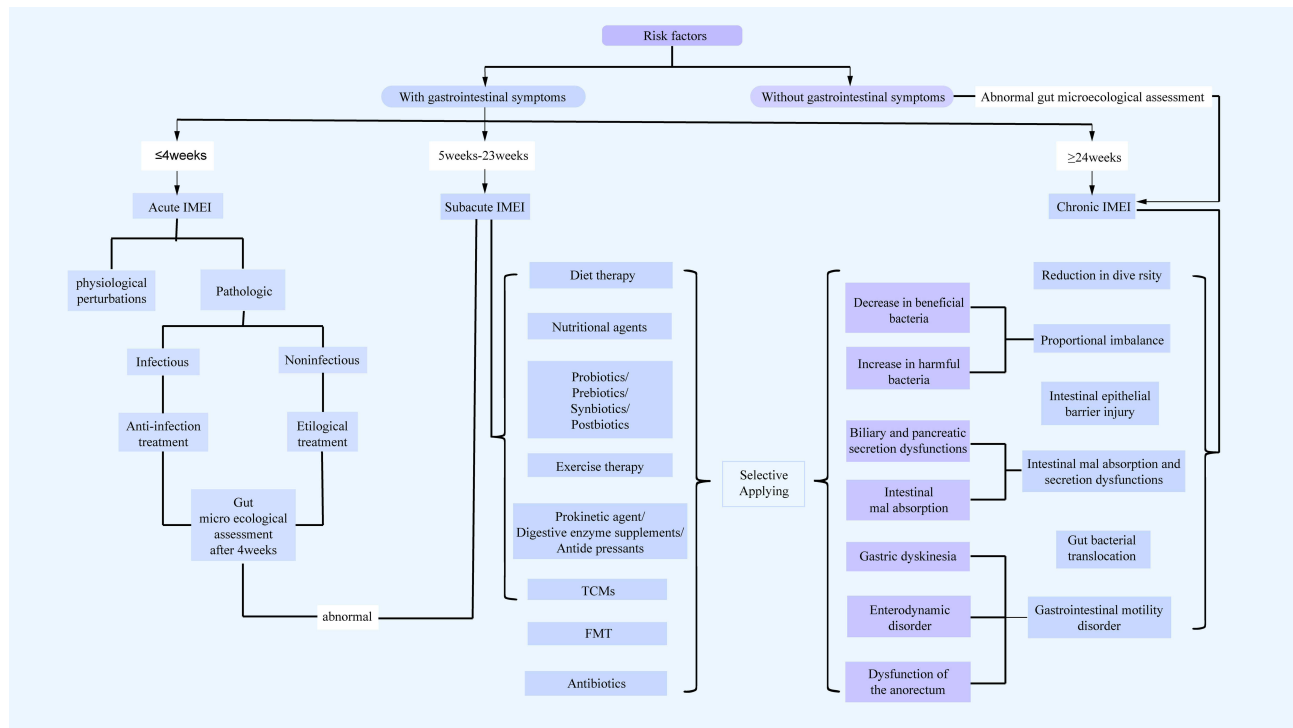 Risk factors
With gastrointestinal symptoms
Without gastrointestinal symptoms
Abnormal gut microecological assessment
≤4weeks
5weeks-23weeks
≥24weeks
Acute IMEI
Subacute IMEI
Chronic IMEI
physiological
perturbations
Pathologic
Infectious
Noninfectious
Anti-infection
treatment
Etilogical
treatment
Gut
micro ecological
assessment
after 4weeks
abnormal
Diet therapy
Nutritional agents
Probiotics/
Prebiotics/
Synbiotics/
Postbiotics
Exercise therapy
Prokinetic agent/
Digestive enzyme supplements/
Antide pressants
TCMs
FMT
Antibiotics
Selective
Applying
Decrease in beneficial
bacteria
Increase in harmful
bacteria
Biliary and pancreatic
secretion dysfunctions
Intestinal
mal absorption
Gastric dyskinesia
Enterodynamic
disorder
Dysfunction of
the anorectum
Reduction in dive rsity
Proportional imbalance
Intestinal epithelial
barrier injury
Intestinal mal absorption and
secretion dysfunctions
Gut bacterial
translocation
Gastrointestinal motility
disorder